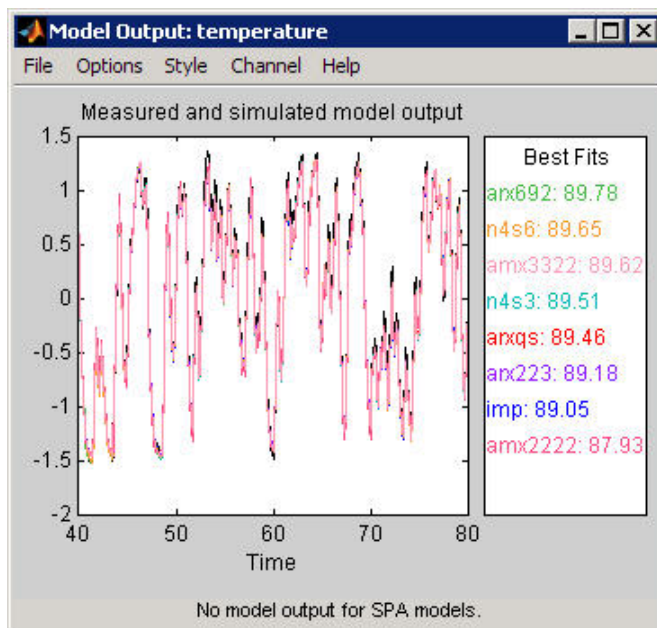 Model Output: temperature
File Options Style Channel Help
Measured and simulated model output
1.5
1
0.5
0
-0.5
-1
-1.5
-2
40 50 60 70 80
Time
Best Fits
arx692: 89.78
n4s6: 89.65
amx3322: 89.62
n4s3: 89.51
arxqs: 89.46
arx223: 89.18
imp: 89.05
amx2222: 87.93
No model output for SPA models.